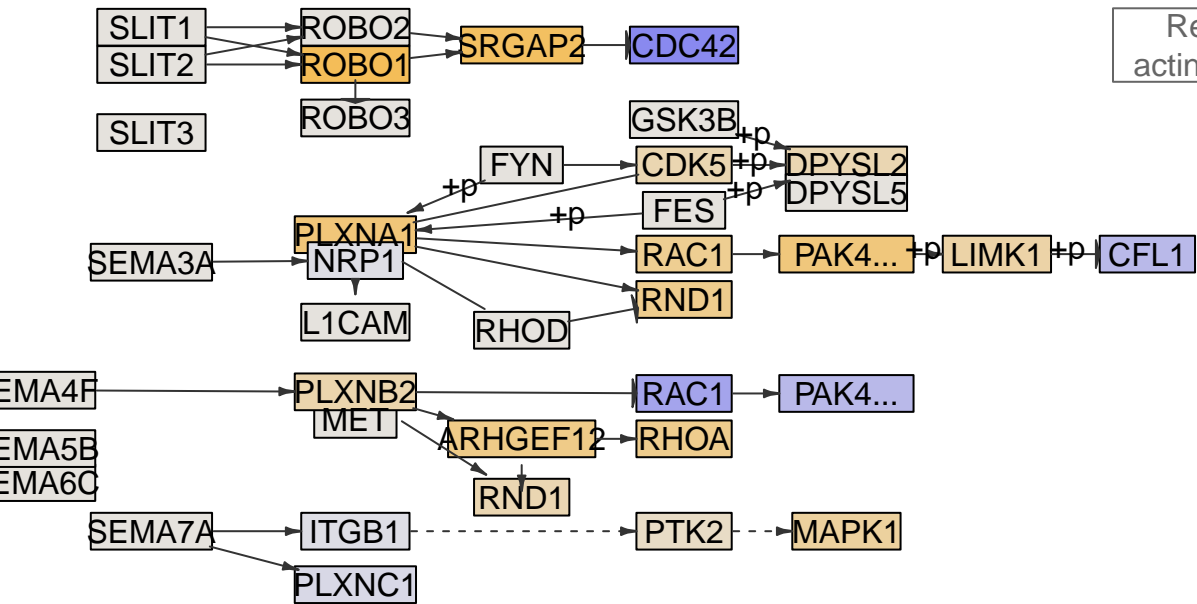 SLIT1
ROBO2
SRGAP2
CDC42
Re
actin
SLIT2
ROBO1
SLIT3
ROBO3
GSK3B
+p
FYN
CDK5
+p
DPYSL2
+p
+p
DPYSL5
FES
+p
PLXNA1
SEMA3A
NRP1
RAC1
PAK4...
+p
LIMK1
+p
CFL1
RND1
L1CAM
RHOD
EMA4F
PLXNB2
RAC1
PAK4...
MET
EMA5B
ARHGEF12
RHOA
EMA6C
RND1
SEMA7A
ITGB1
PTK2
MAPK1
PLXNC1